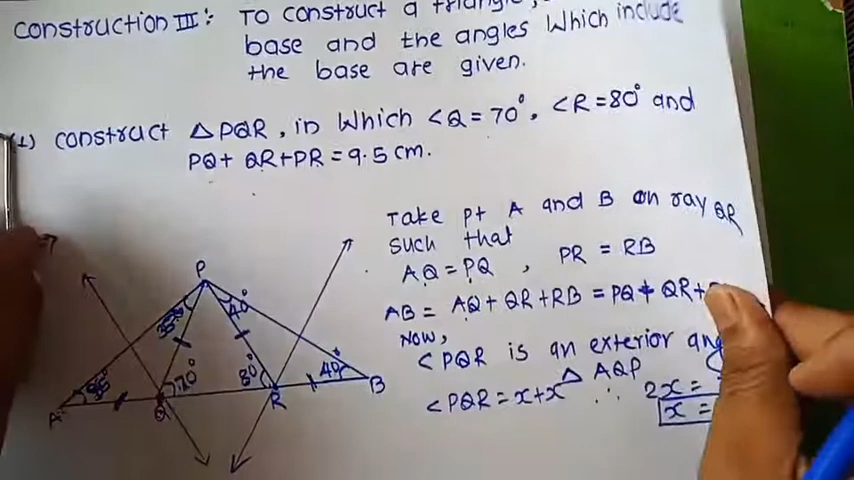 Construction III: To construct a triangle,
base and the angles which include
the base are given.
(1) construct △PQR, in which <Q = 70°, <R = 80° and
PQ + QR + PR = 9.5 cm.
Take pt A and B on ray QR
such that
AQ = PQ , PR = RB
AB = AQ + QR + RB = PQ + QR +
Now,
<PQR is an exterior
△ AQP
<PQR = x+x ∴ 2x =
x =
P
35°
40°
35°
70°
80°
40°
A
Q
R
B